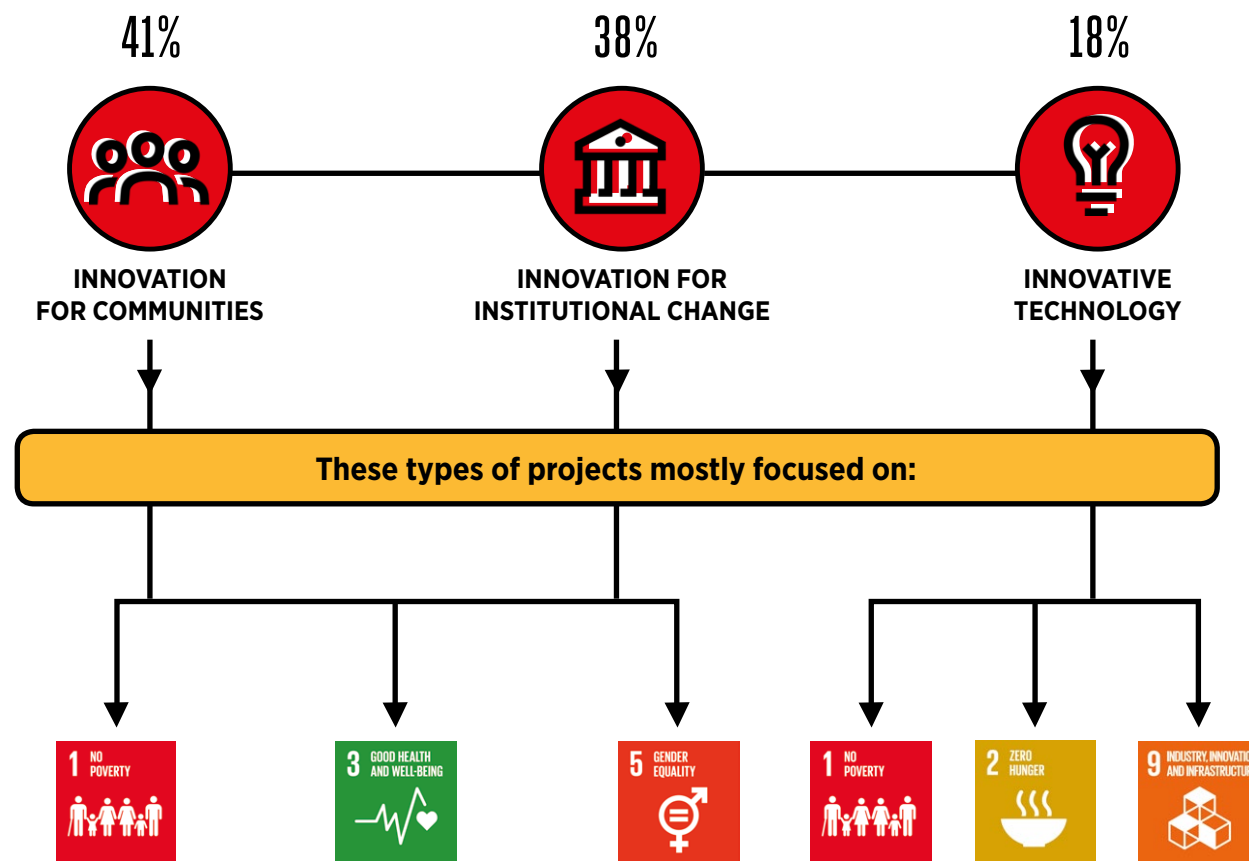 41%
38%
18%
INNOVATION
FOR COMMUNITIES
INNOVATION FOR
INSTITUTIONAL CHANGE
INNOVATIVE
TECHNOLOGY
These types of projects mostly focused on:
1 NO
POVERTY
3 GOOD HEALTH
AND WELL-BEING
5 GENDER
EQUALITY
1 NO
POVERTY
2 ZERO
HUNGER
9 INDUSTRY, INNOVATIO
AND INFRASTRUCTUR